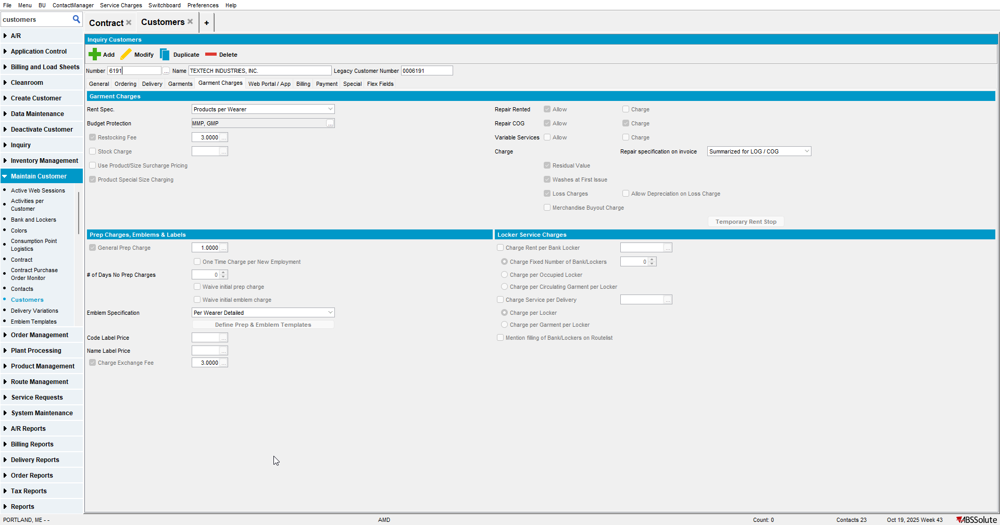 File Menu BU ContactManager Service Charges Switchboard Preferences Help
customers
Contract Customers +
A/R
Application Control
Billing and Load Sheets
Cleanroom
Create Customer
Data Maintenance
Deactivate Customer
Inquiry
Inventory Management
Maintain Customer
Active Web Sessions
Activities per
Customer
Bank and Lockers
Colors
Consumption Point
Logistics
Contract
Contract Purchase
Order Monitor
Contacts
Customers
Delivery Variations
Emblem Templates
Order Management
Plant Processing
Product Management
Route Management
Service Requests
System Maintenance
A/R Reports
Billing Reports
Delivery Reports
Order Reports
Tax Reports
Reports
Inquiry Customers
Add Modify Duplicate Delete
Number 6191 ... Name TEXTECH INDUSTRIES, INC. Legacy Customer Number 0006191
General Ordering Delivery Garments Garment Charges Web Portal / App Billing Payment Special Flex Fields
Garment Charges
Rent Spec. Products per Wearer
Budget Protection MMP, GMP ...
Restocking Fee 3.0000 ...
Stock Charge ...
Use Product/Size Surcharge Pricing
Product Special Size Charging
Repair Rented Allow Charge
Repair COG Allow Charge
Variable Services Allow Charge
Charge Repair specification on invoice Summarized for LOG / COG
Residual Value
Washes at First Issue
Loss Charges Allow Depreciation on Loss Charge
Merchandise Buyout Charge
Temporary Rent Stop
Prep Charges, Emblems & Labels
General Prep Charge 1.0000 ...
One Time Charge per New Employment
# of Days No Prep Charges 0
Waive initial prep charge
Waive initial emblem charge
Emblem Specification Per Wearer Detailed
Define Prep & Emblem Templates
Code Label Price ...
Name Label Price ...
Charge Exchange Fee 3.0000 ...
Locker Service Charges
Charge Rent per Bank Locker ...
Charge Fixed Number of Bank/Lockers 0
Charge per Occupied Locker
Charge per Circulating Garment per Locker
Charge Service per Delivery ...
Charge per Locker
Charge per Garment per Locker
Mention filling of Bank/Lockers on Routelist
PORTLAND, ME - - AMD Count: 0 Contacts 23 Oct 19, 2025 Week 43 ABSSolute